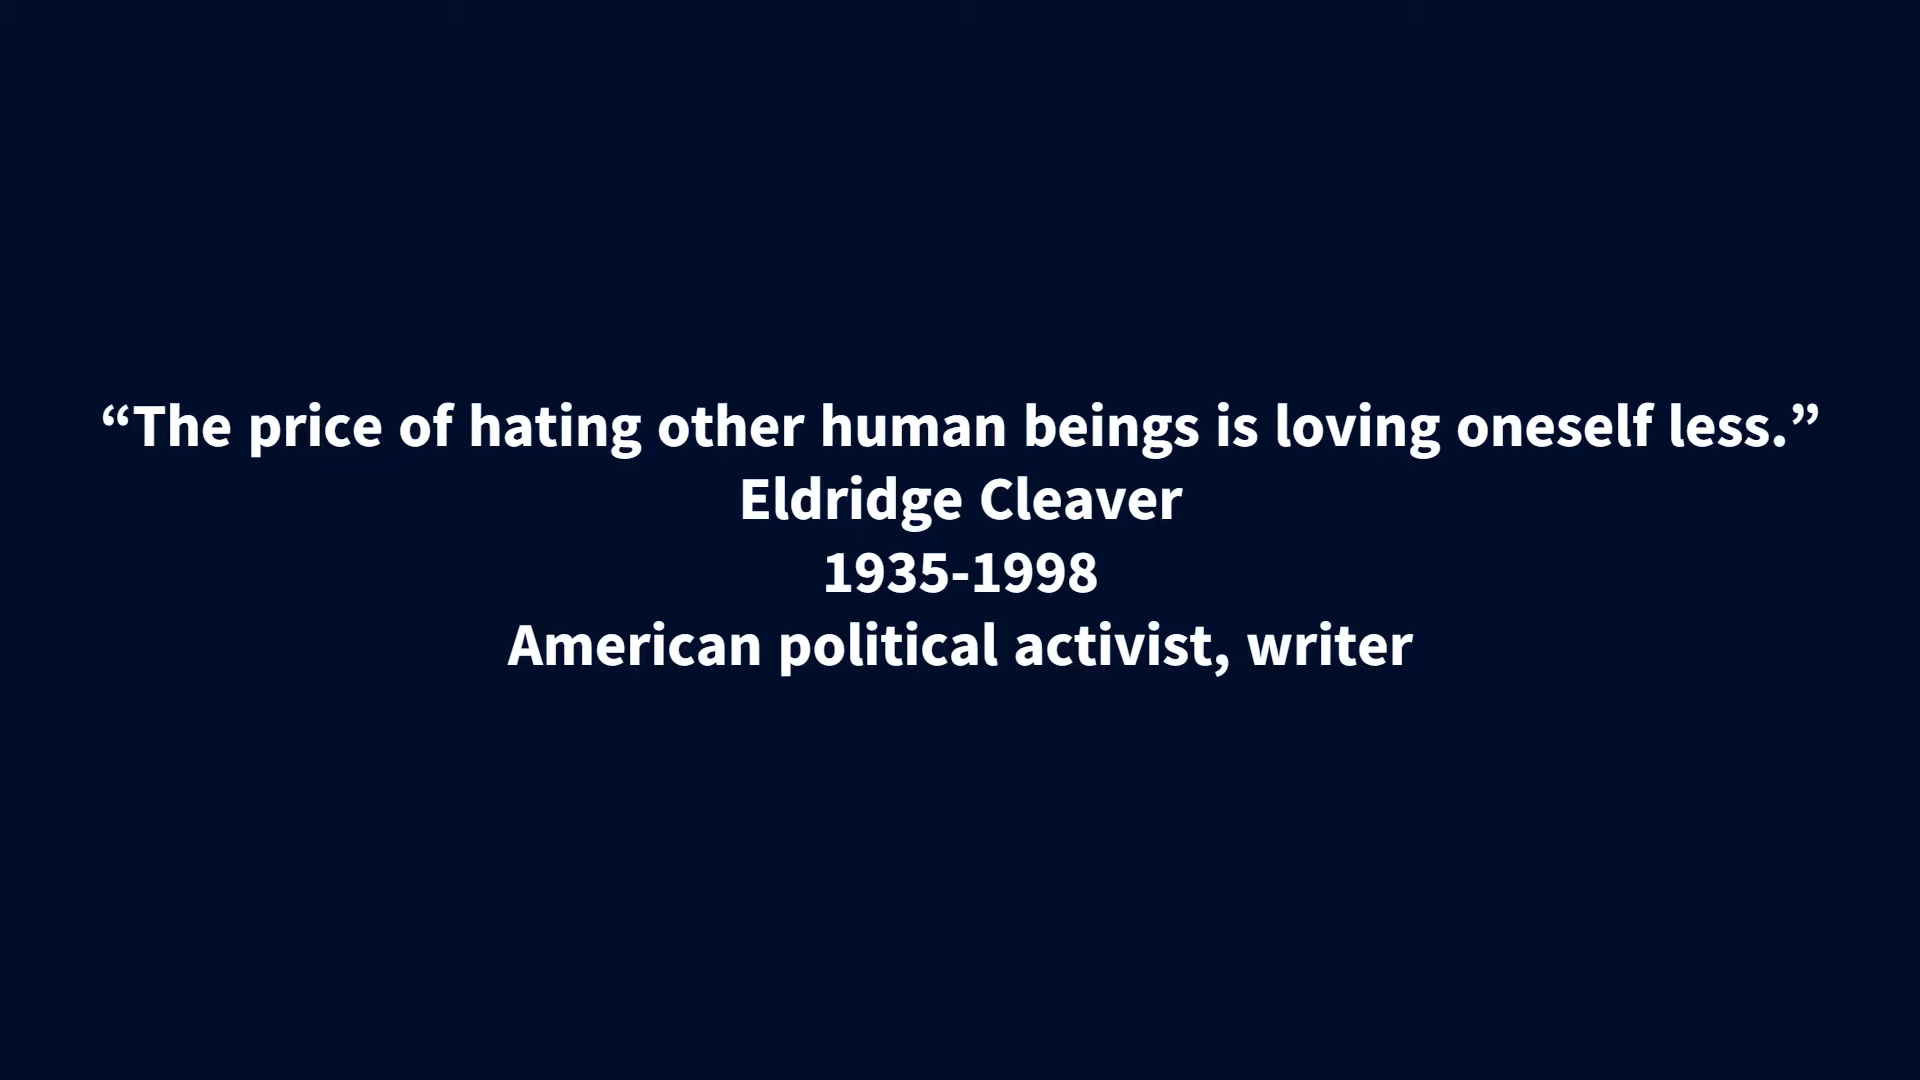 “The price of hating other human beings is loving oneself less.”
Eldridge Cleaver
1935-1998
American political activist, writer